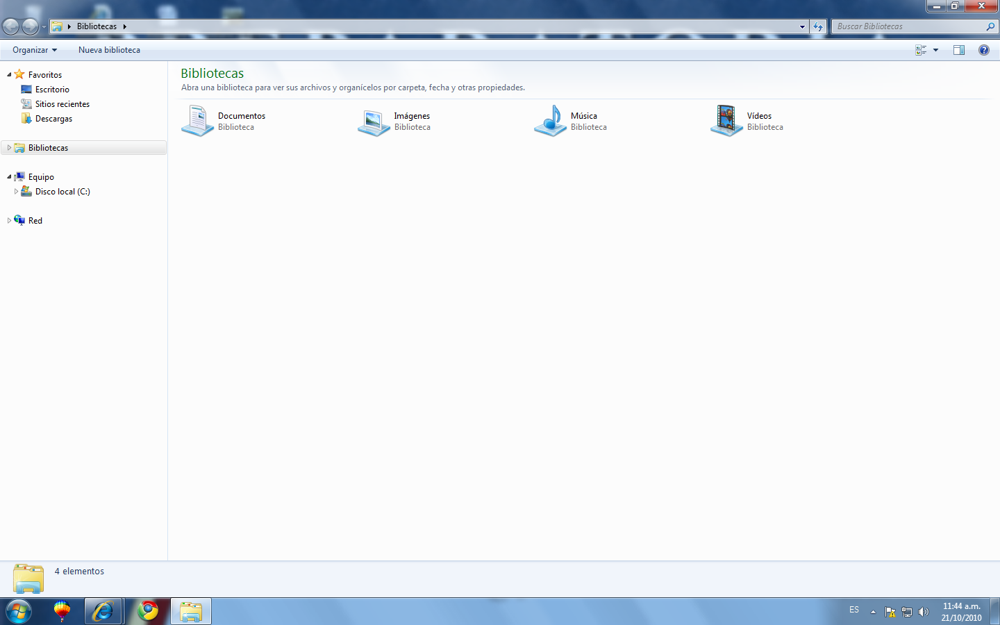 Bibliotecas
Buscar Bibliotecas
Organizar
Nueva biblioteca
Favoritos
Escritorio
Sitios recientes
Descargas
Bibliotecas
Equipo
Disco local (C:)
Red
Bibliotecas
Abra una biblioteca para ver sus archivos y organícelos por carpeta, fecha y otras propiedades.
Documentos
Biblioteca
Imágenes
Biblioteca
Música
Biblioteca
Vídeos
Biblioteca
4 elementos
ES
11:44 a.m.
21/10/2010